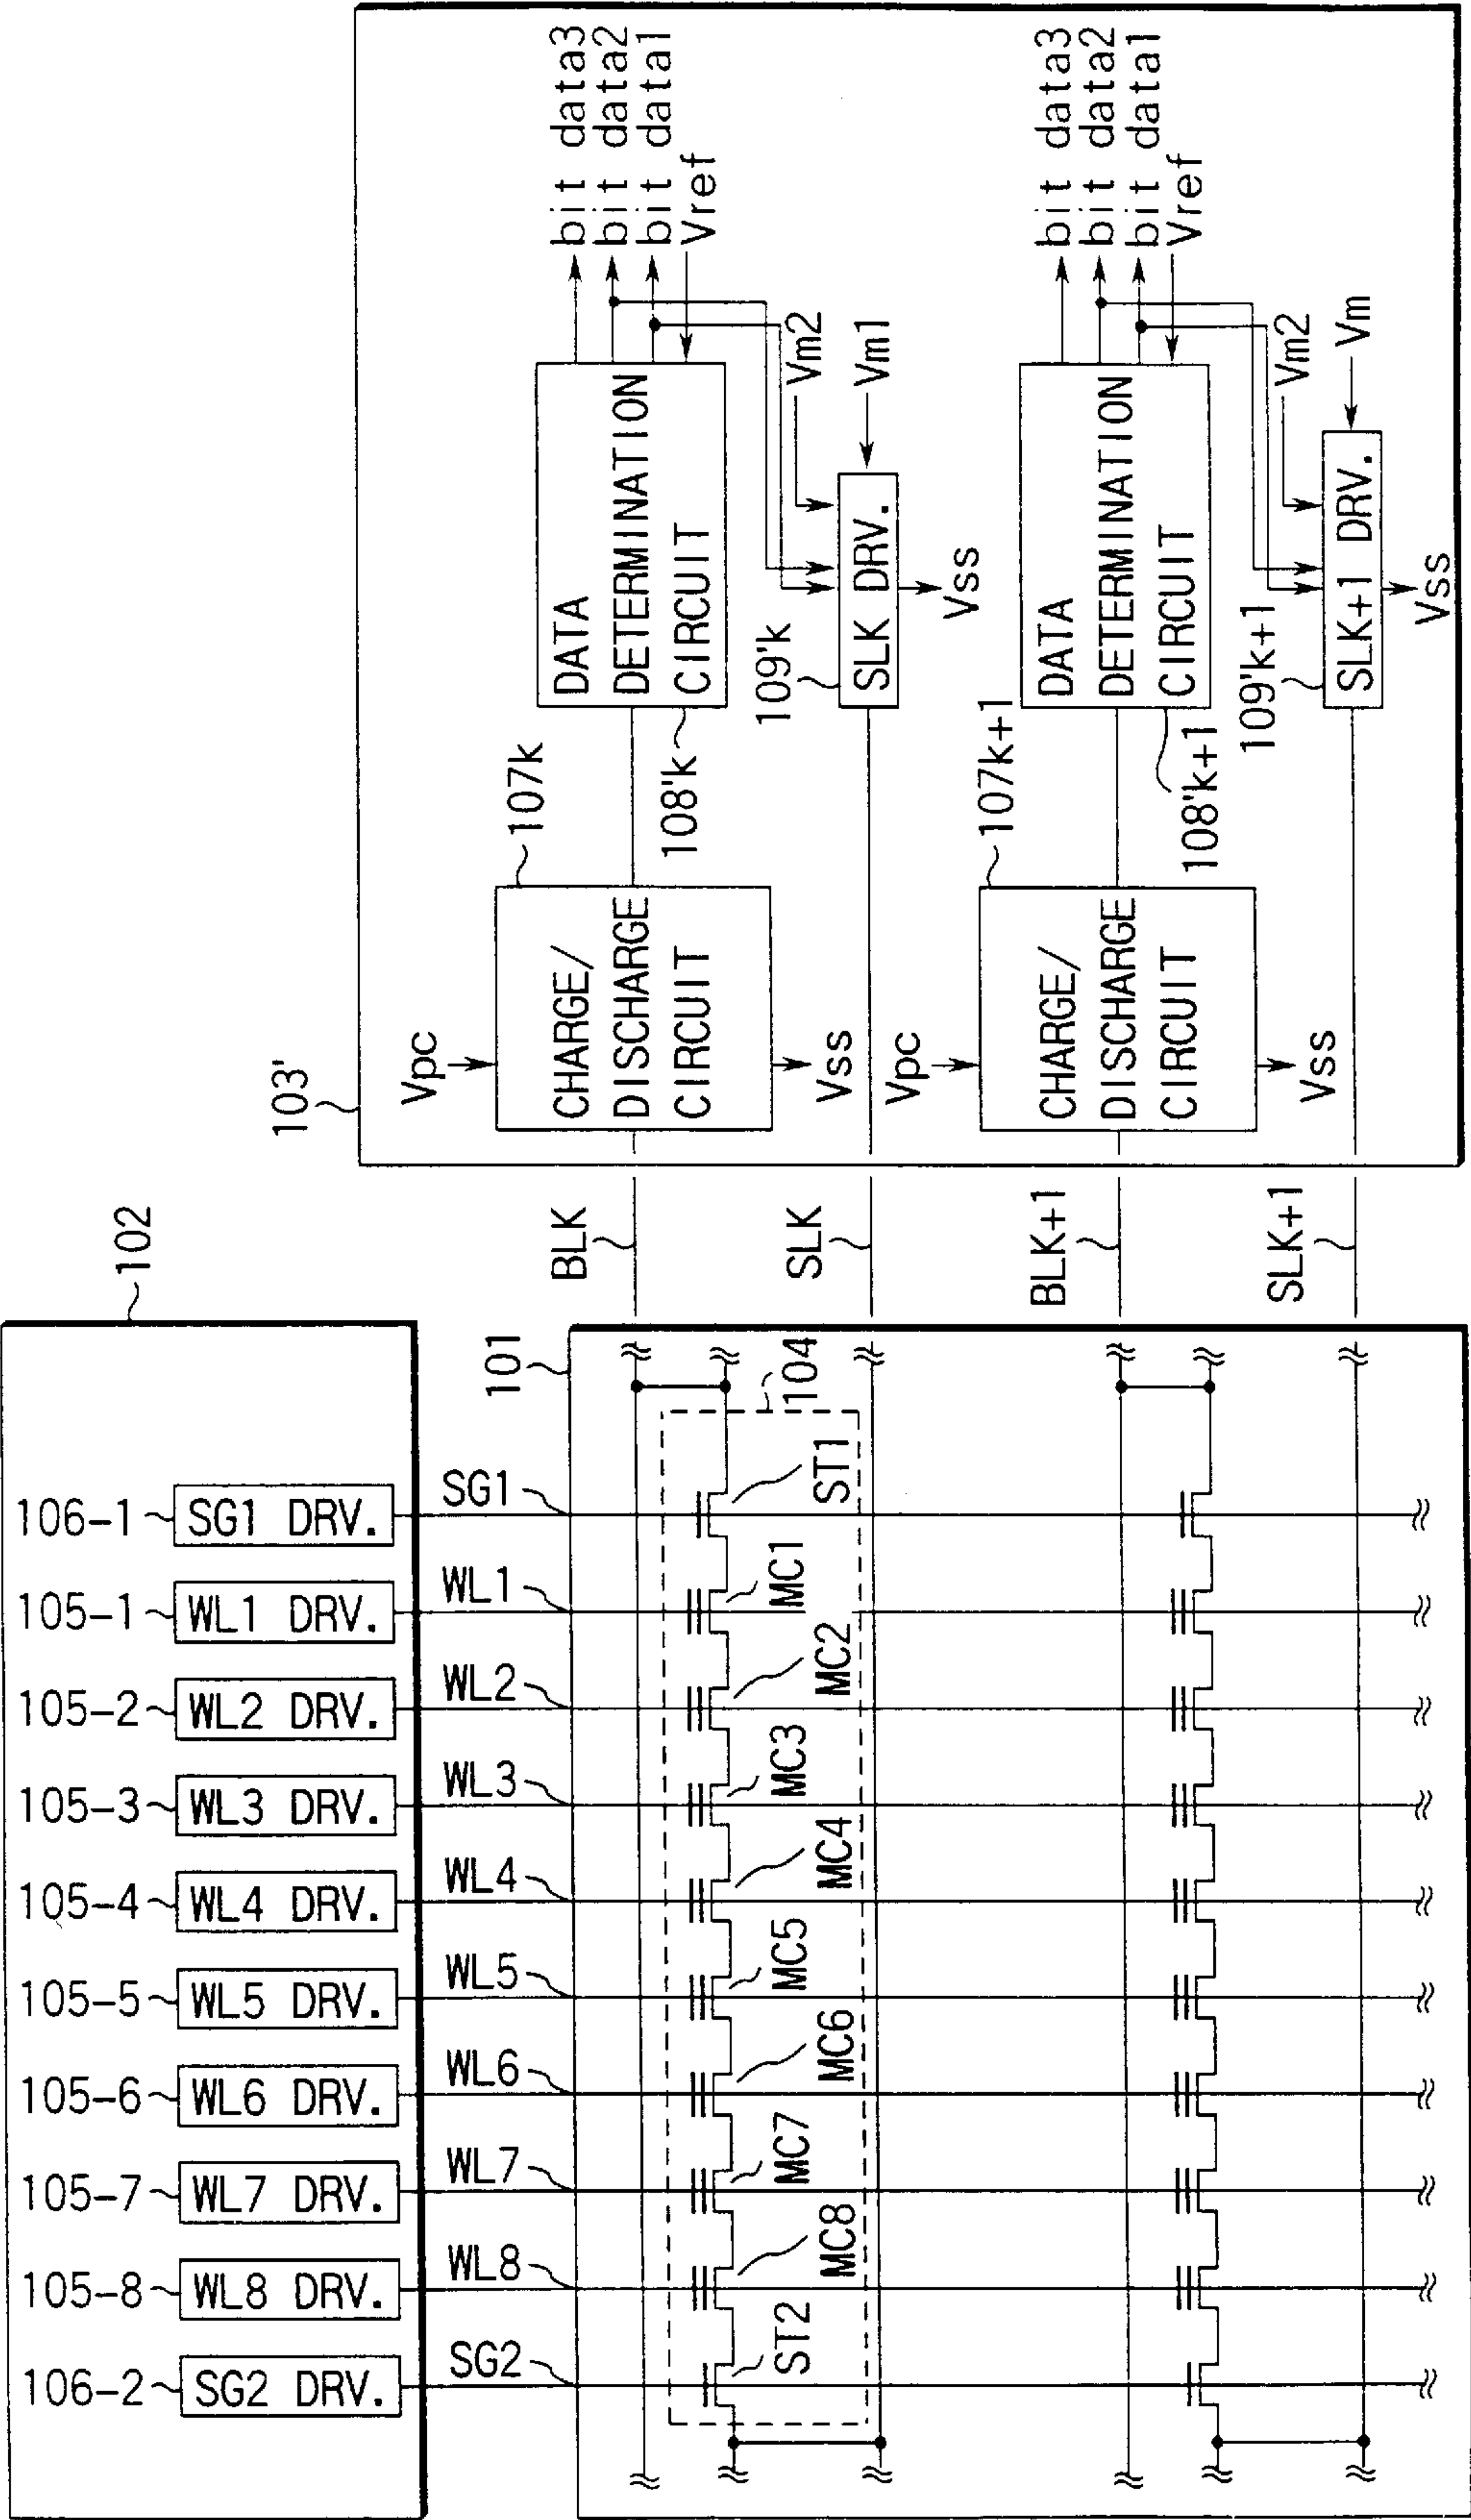 bit data3
bit data2
bit data1
Vref
DATA
DETERMINATION
CIRCUIT
Vm2
Vm1
109'k
SLK DRV.
Vss
107k
108'k
Vpc
CHARGE/
DISCHARGE
CIRCUIT
Vss
bit data3
bit data2
bit data1
Vref
DATA
DETERMINATION
CIRCUIT
Vm2
Vm
109'k+1
SLK+1 DRV.
Vss
107k+1
108'k+1
Vpc
CHARGE/
DISCHARGE
CIRCUIT
Vss
103'
102
BLK
SLK
BLK+1
SLK+1
101
104
106-1
SG1 DRV.
SG1
ST1
105-1
WL1 DRV.
WL1
MC1
105-2
WL2 DRV.
WL2
MC2
105-3
WL3 DRV.
WL3
MC3
105-4
WL4 DRV.
WL4
MC4
105-5
WL5 DRV.
WL5
MC5
105-6
WL6 DRV.
WL6
MC6
105-7
WL7 DRV.
WL7
MC7
105-8
WL8 DRV.
WL8
MC8
106-2
SG2 DRV.
SG2
ST2